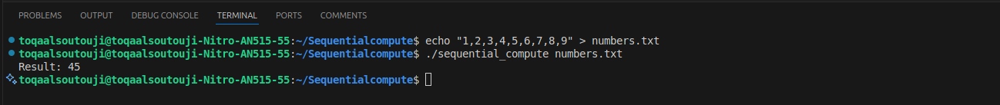 PROBLEMS OUTPUT DEBUG CONSOLE TERMINAL PORTS COMMENTS
toqaalsoutouji@toqaalsoutouji-Nitro-AN515-55:~/Sequentialcompute$ echo "1,2,3,4,5,6,7,8,9" > numbers.txt
toqaalsoutouji@toqaalsoutouji-Nitro-AN515-55:~/Sequentialcompute$ ./sequential_compute numbers.txt
Result: 45
toqaalsoutouji@toqaalsoutouji-Nitro-AN515-55:~/Sequentialcompute$